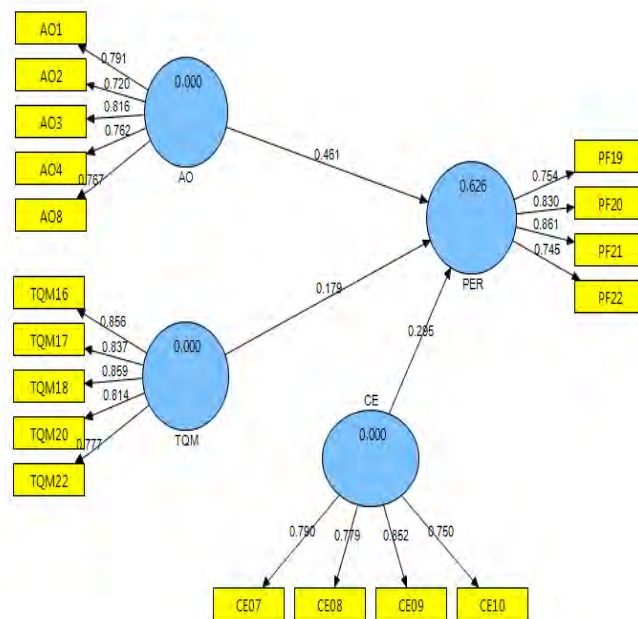 AO1
AO2
AO3
AO4
AO8
0.791
0.720
0.816
0.762
0.767
0.000
AO
0.461
0.626
PER
PF19
PF20
PF21
PF22
0.754
0.830
0.861
0.745
TQM16
TQM17
TQM18
TQM20
TQM22
0.856
0.837
0.859
0.814
0.777
0.000
TQM
0.179
0.295
CE
0.000
0.790
0.779
0.852
0.750
CE07
CE08
CE09
CE10